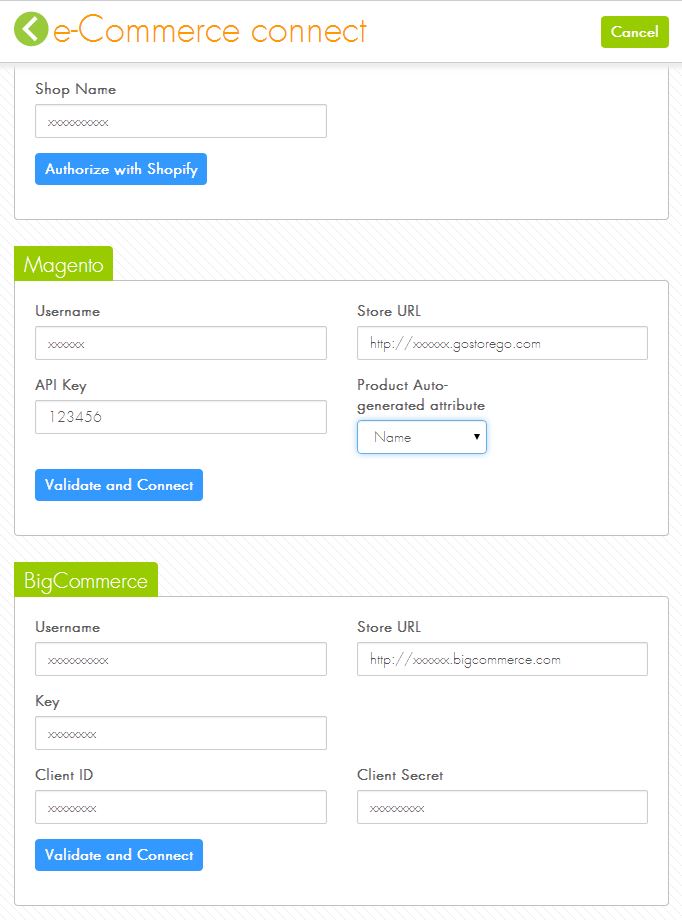 e-Commerce connect
Cancel
Shop Name
xxxxxxxxxx
Authorize with Shopify
Magento
Username
Store URL
xxxxxx
http://xxxxxx.gostorego.com
API Key
Product Auto-
generated attribute
123456
Name
Validate and Connect
BigCommerce
Username
Store URL
xxxxxxxxxx
http://xxxxxx.bigcommerce.com
Key
xxxxxxxx
Client ID
Client Secret
xxxxxxxx
xxxxxxxxx
Validate and Connect